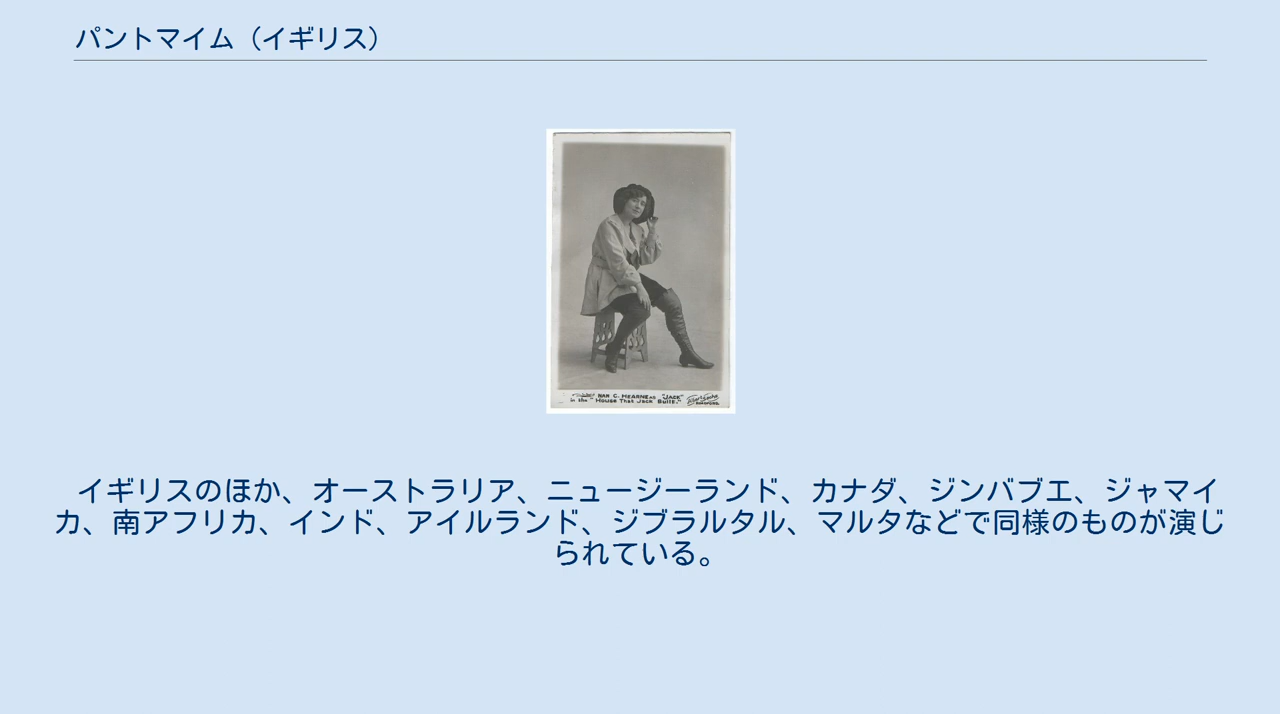 パントマイム（イギリス）
NAN C. HEARNE AS "JACK"
in the "House That Jack Built."
イギリスのほか、オーストラリア、ニュージーランド、カナダ、ジンバブエ、ジャマイ
カ、南アフリカ、インド、アイルランド、ジブラルタル、マルタなどで同様のものが演じ
られている。